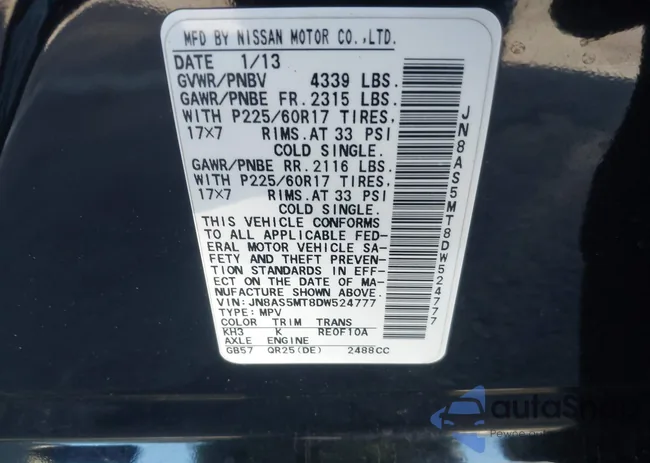 MFD BY NISSAN MOTOR CO.,LTD.
DATE 1/13
GVWR/PNBV 4339 LBS.
GAWR/PNBE FR. 2315 LBS.
WITH P225/60R17 TIRES,
17X7 RIMS.AT 33 PSI
COLD SINGLE.
GAWR/PNBE RR. 2116 LBS.
WITH P225/60R17 TIRES,
17X7 RIMS.AT 33 PSI
COLD SINGLE.
THIS VEHICLE CONFORMS
TO ALL APPLICABLE FED-
ERAL MOTOR VEHICLE SA-
FETY AND THEFT PREVEN-
TION STANDARDS IN EFF-
ECT ON THE DATE OF MA-
NUFACTURE SHOWN ABOVE.
VIN:JN8AS5MT8DW524777
TYPE:MPV
COLOR TRIM TRANS
KH3 K RE0F10A
AXLE ENGINE
GB57 QR25(DE) 2488CC
JN8AS5MT8DW524777